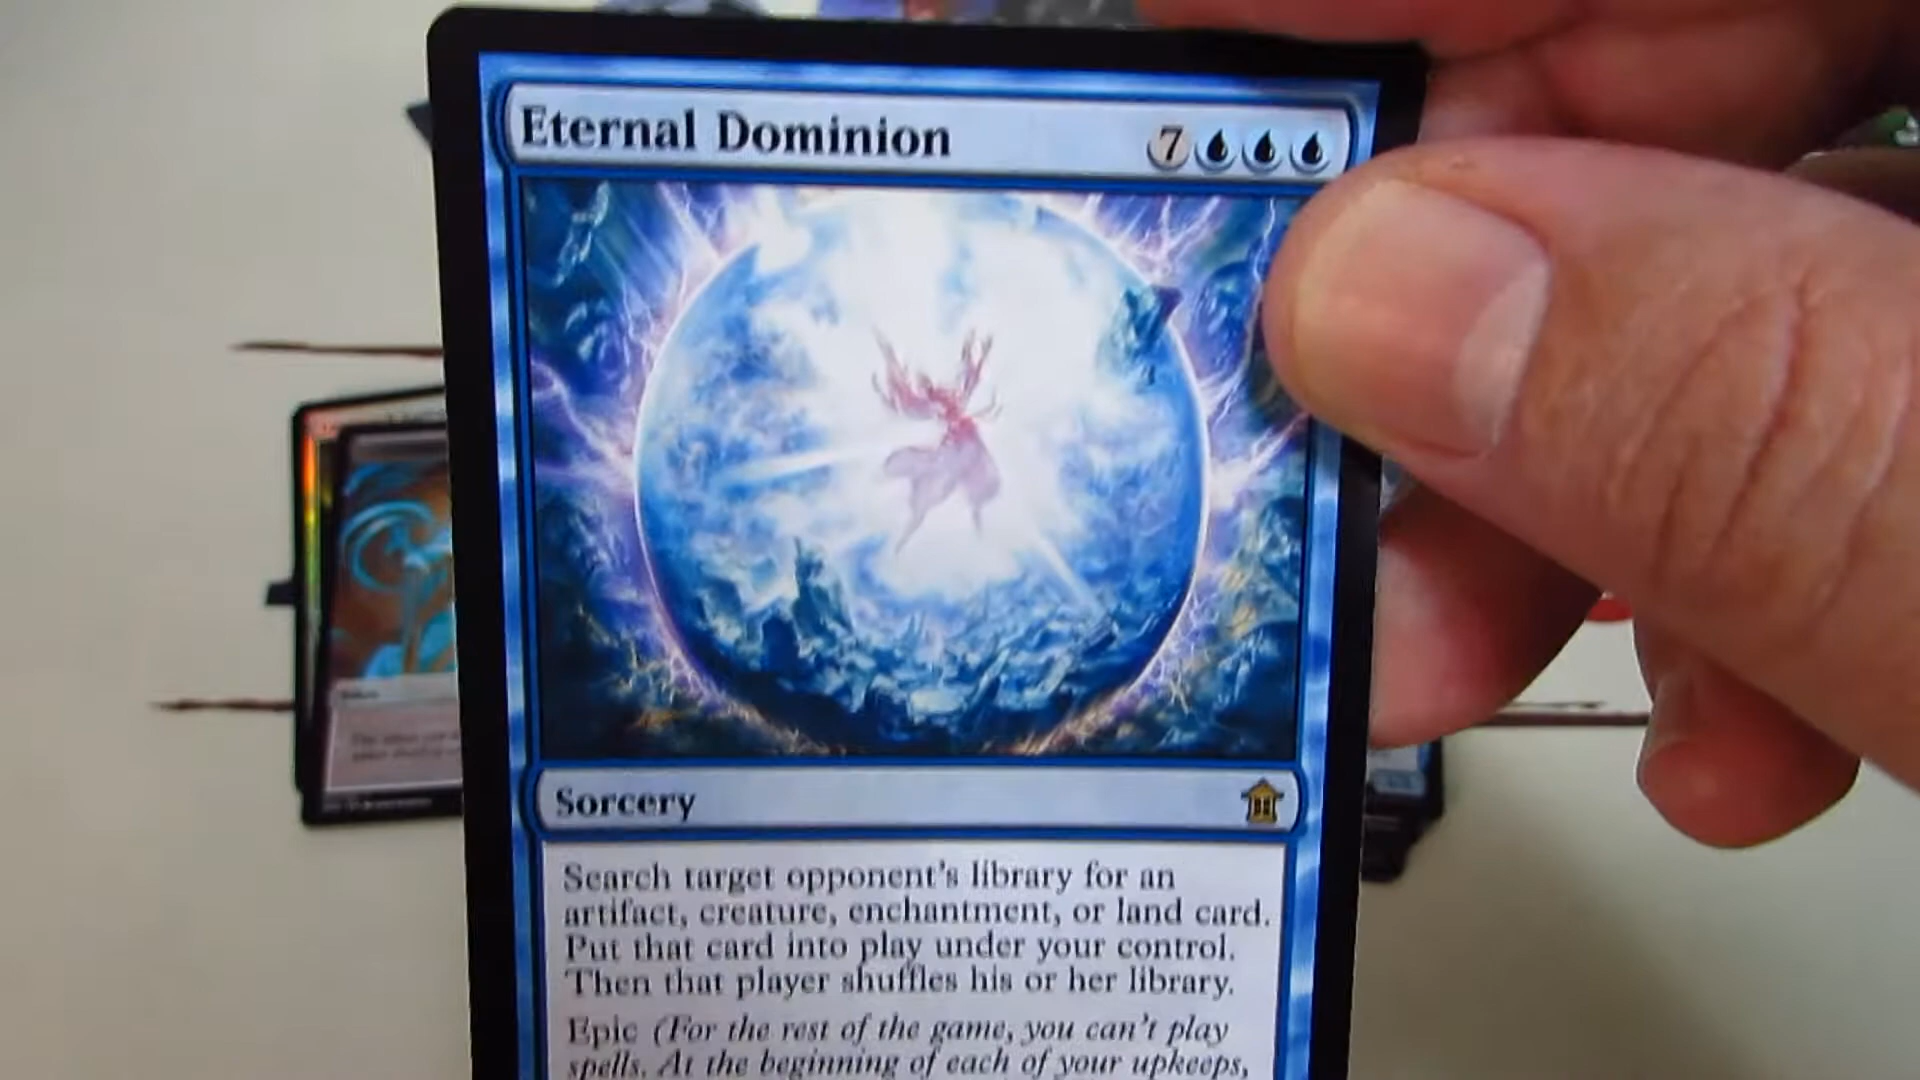 Eternal Dominion 7
Sorcery
Search target opponent's library for an
artifact, creature, enchantment, or land card.
Put that card into play under your control.
Then that player shuffles his or her library.
Epic (For the rest of the game, you can't play
spells. At the beginning of each of your upkeeps,